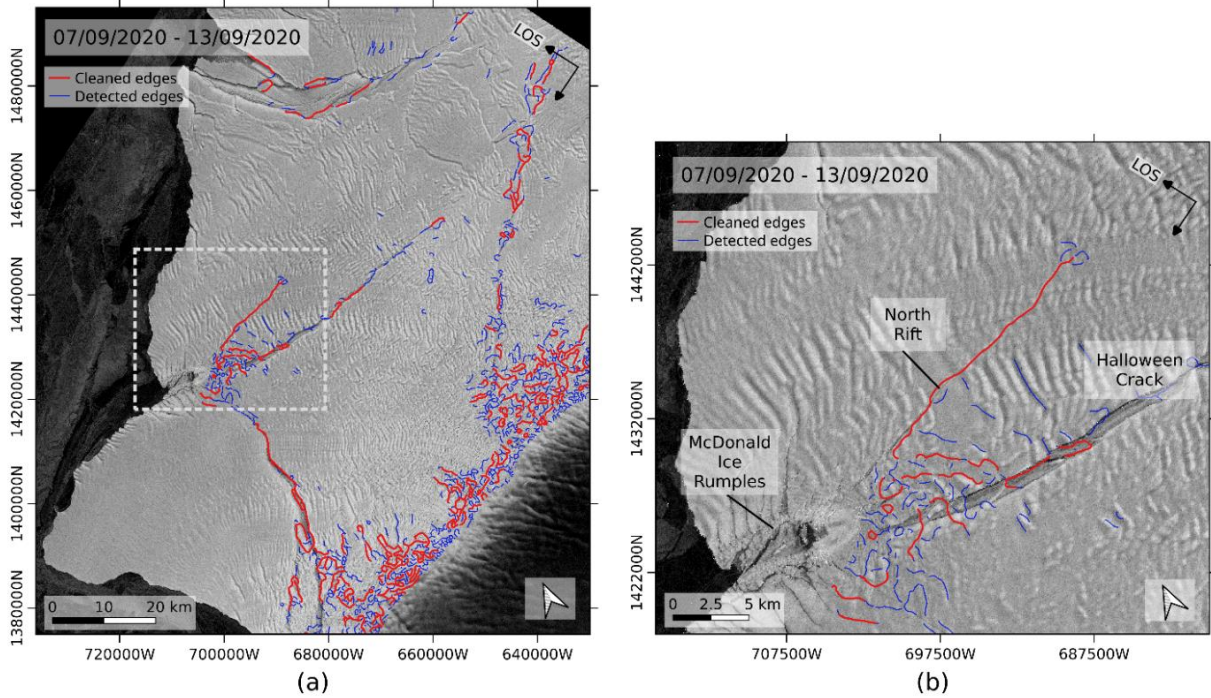 07/09/2020 - 13/09/2020
Cleaned edges
Detected edges
LOS
1480000N
1460000N
1440000N
1420000N
1400000N
1380000N
0 10 20 km
720000W 700000W 680000W 660000W 640000W
(a)
07/09/2020 - 13/09/2020
Cleaned edges
Detected edges
LOS
North
Rift
Halloween
Crack
McDonald
Ice
Rumples
1442000N
1432000N
1422000N
0 2.5 5 km
707500W 697500W 687500W
(b)